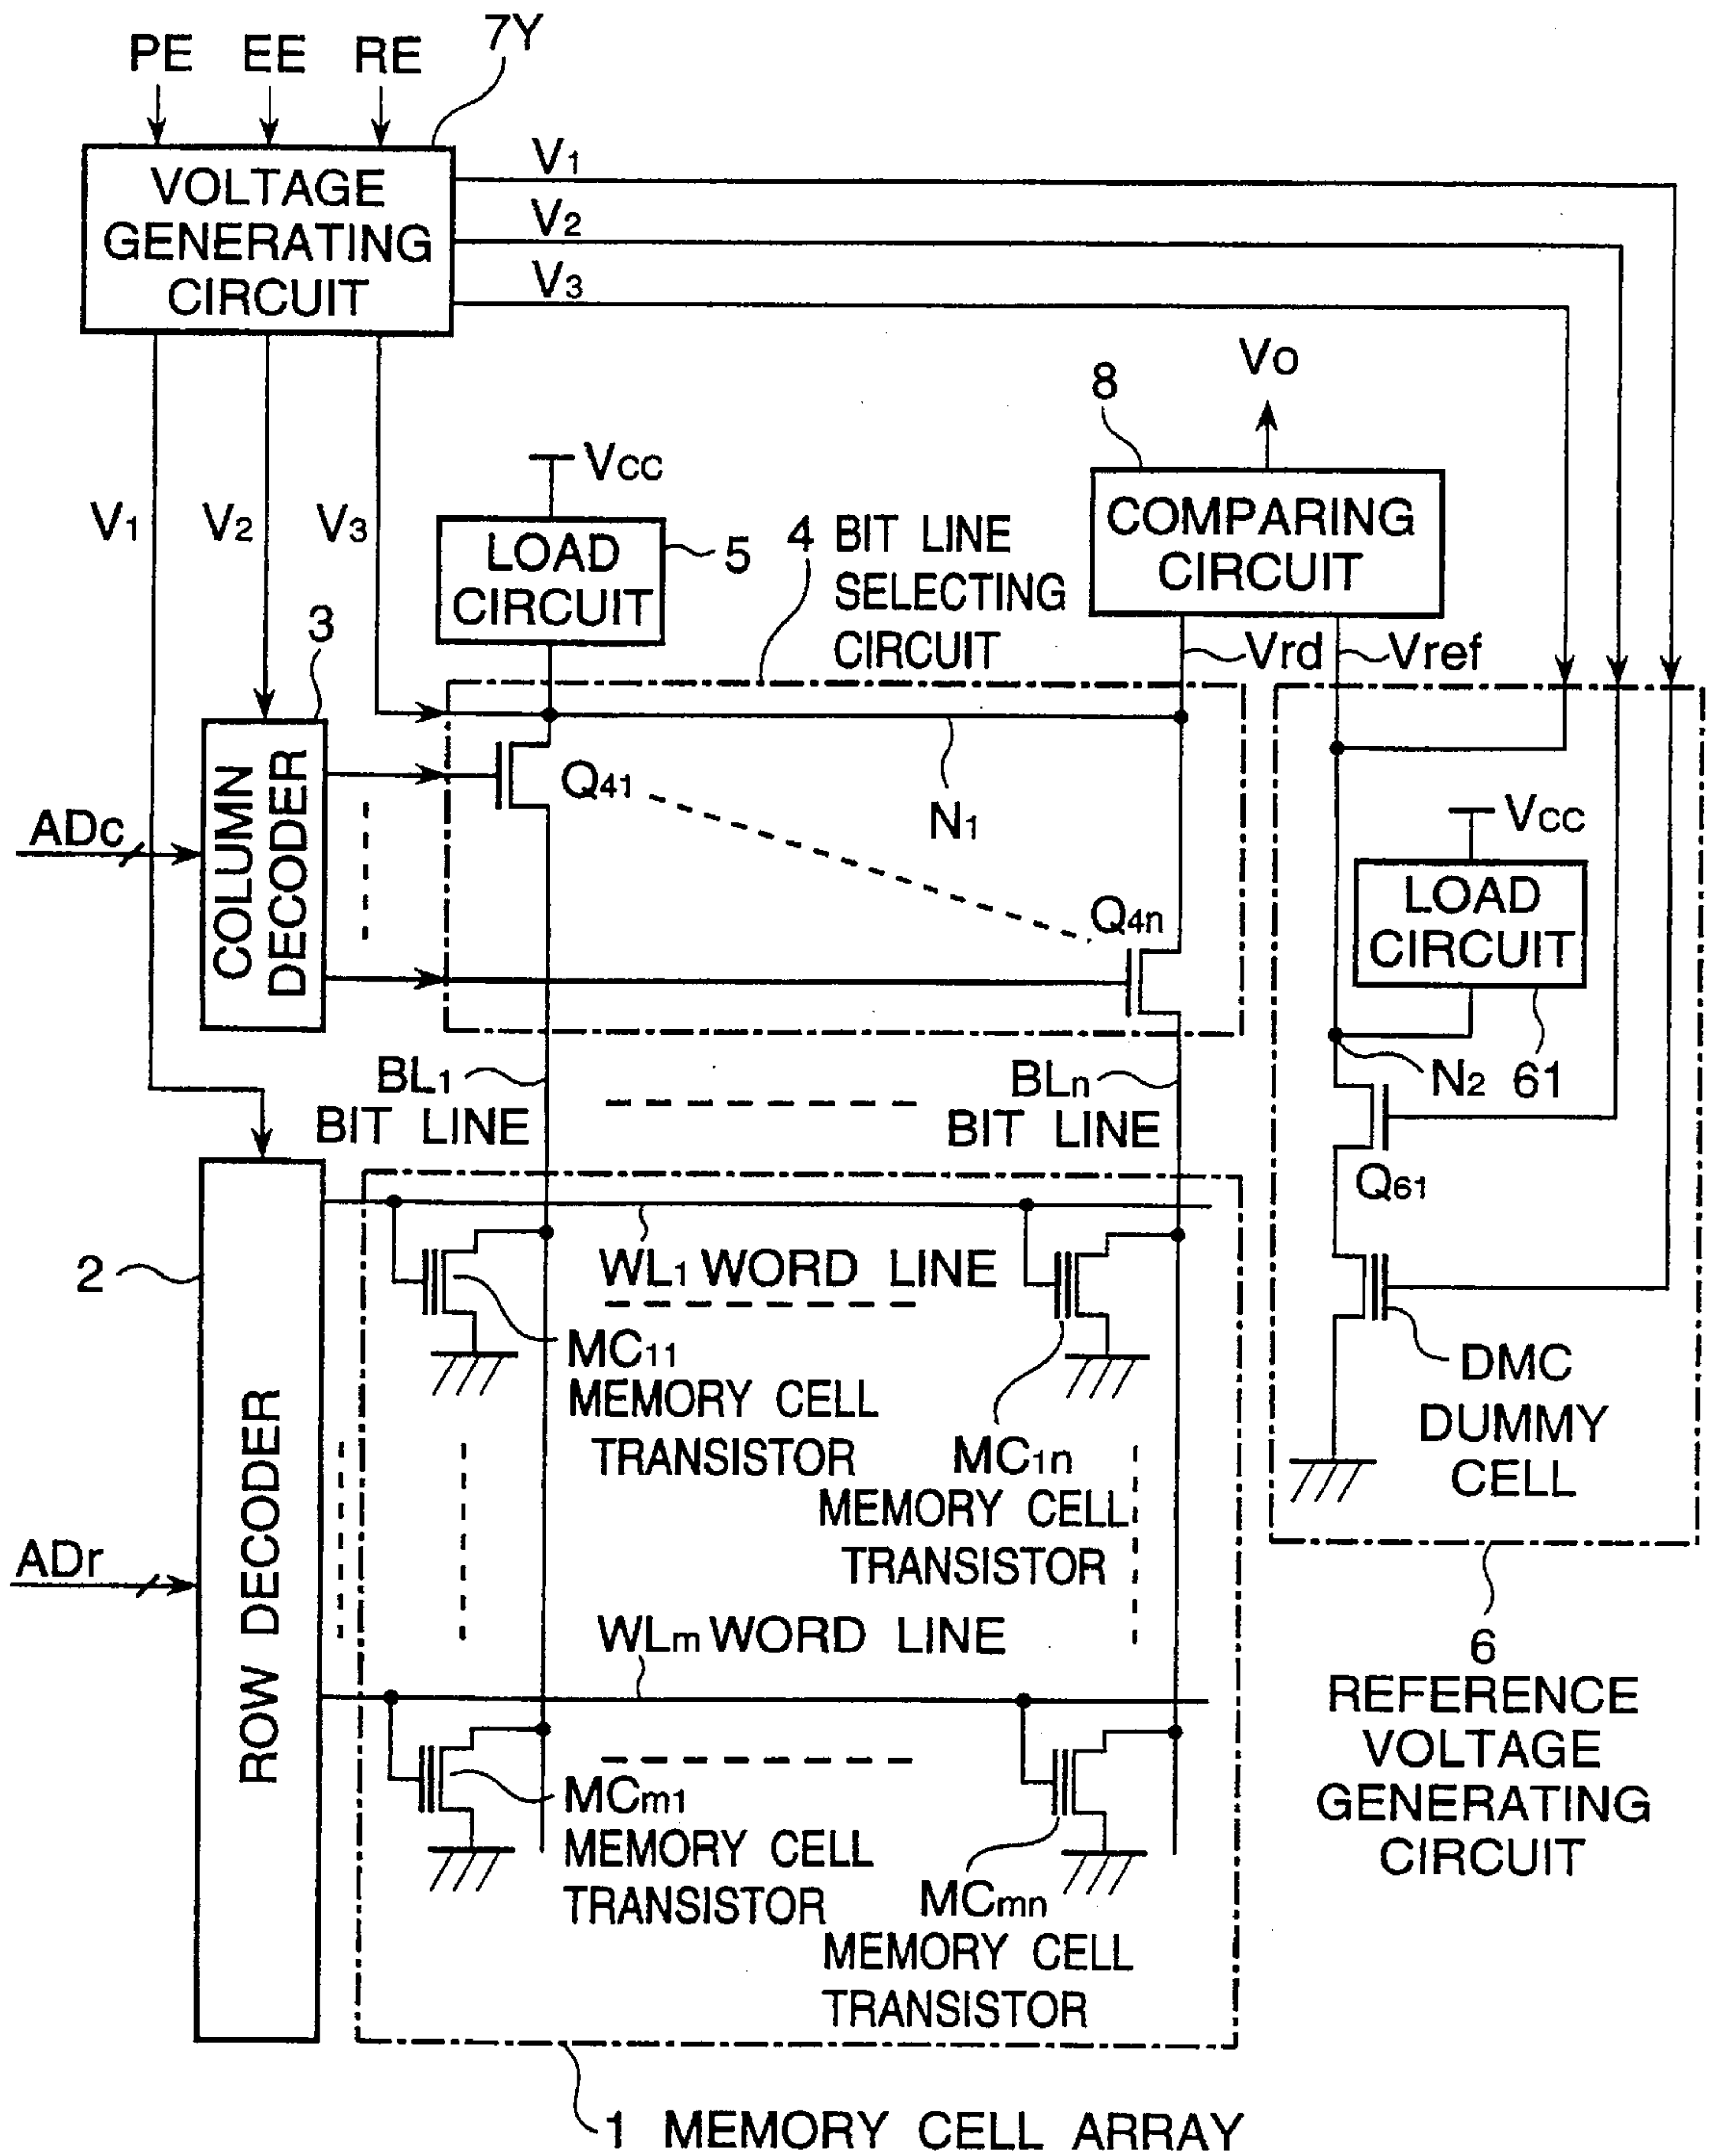 PE EE RE 7Y
VOLTAGE
GENERATING
CIRCUIT
V1
V2
V3
Vo
8
VCC
V1 V2 V3
LOAD
CIRCUIT
5
4 BIT LINE
SELECTING
CIRCUIT
COMPARING
CIRCUIT
3
Vrd Vref
COLUMN
DECODER
ADc
Q41
N1
Q4n
VCC
LOAD
CIRCUIT
N2 61
BL1
BIT LINE
BLn
BIT LINE
Q61
2
WL1 WORD LINE
MC11
MEMORY CELL
TRANSISTOR
MC1n
MEMORY CELL
TRANSISTOR
DMC
DUMMY
CELL
ROW DECODER
ADr
WLm WORD LINE
6
REFERENCE
VOLTAGE
GENERATING
CIRCUIT
MCm1
MEMORY CELL
TRANSISTOR
MCmn
MEMORY CELL
TRANSISTOR
1 MEMORY CELL ARRAY